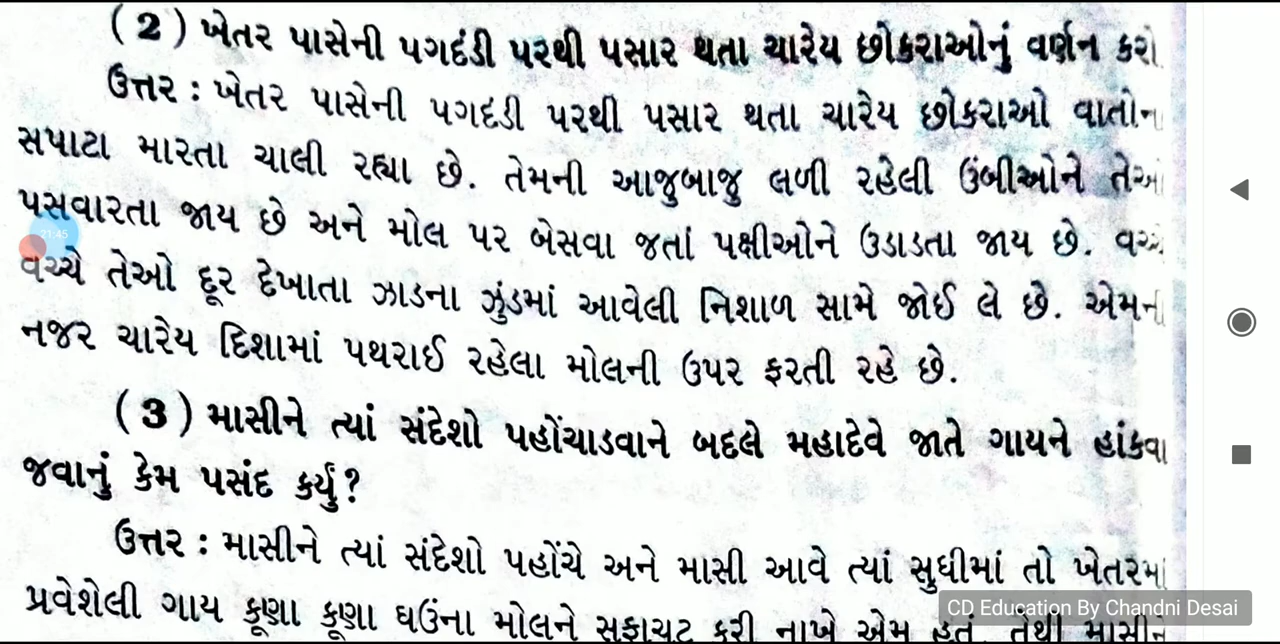 (2) ખેતર પાસેની પગદંડી પરથી પસાર થતા ચારેય છોકરાઓનું વર્ણન કરો
ઉત્તર : ખેતર પાસેની પગદંડી પરથી પસાર થતા ચારેય છોકરાઓ વાતોના
સપાટા મારતા ચાલી રહ્યા છે. તેમની આજુબાજુ લળી રહેલી ઉંબીઓને તેઓ
પસવારતા જાય છે અને મોલ પર બેસવા જતાં પક્ષીઓને ઉડાડતા જાય છે. વચ્ચે
21:45
વચ્ચે તેઓ દૂર દેખાતા ઝાડના ઝુંડમાં આવેલી નિશાળ સામે જોઈ લે છે. એમની
નજર ચારેય દિશામાં પથરાઈ રહેલા મોલની ઉપર ફરતી રહે છે.
(3) માસીને ત્યાં સંદેશો પહોંચાડવાને બદલે મહાદેવે જાતે ગાયને હાંકવા
જવાનું કેમ પસંદ કર્યું?
ઉત્તર : માસીને ત્યાં સંદેશો પહોંચે અને માસી આવે ત્યાં સુધીમાં તો ખેતરમાં
પ્રવેશેલી ગાય કૂણા કૂણા ઘઉંના મોલને સફાચટ કરી નાખે એમ હતું. તેથી માસીને
CD Education By Chandni Desai